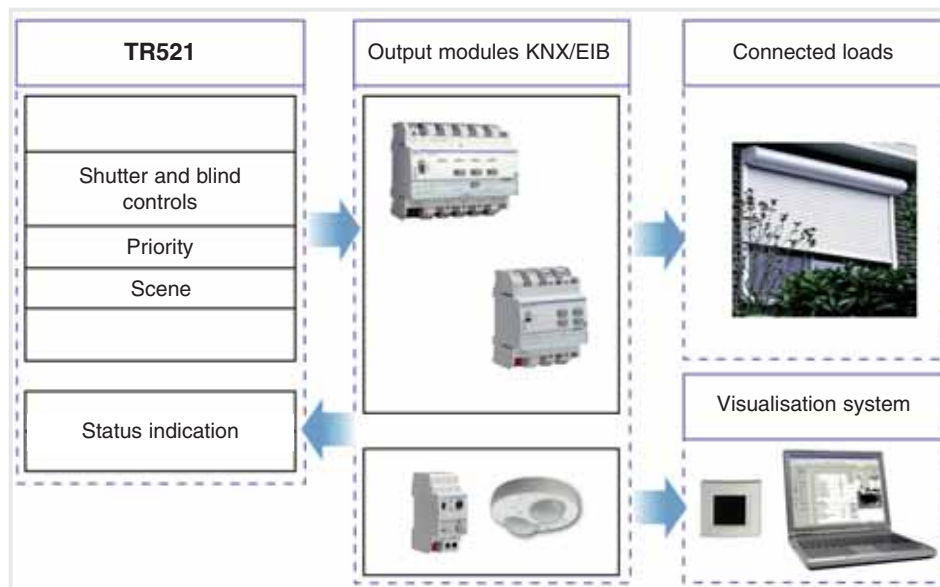 TR521
Output modules KNX/EIB
Connected loads
Shutter and blind
controls
Priority
Scene
Status indication
Visualisation system